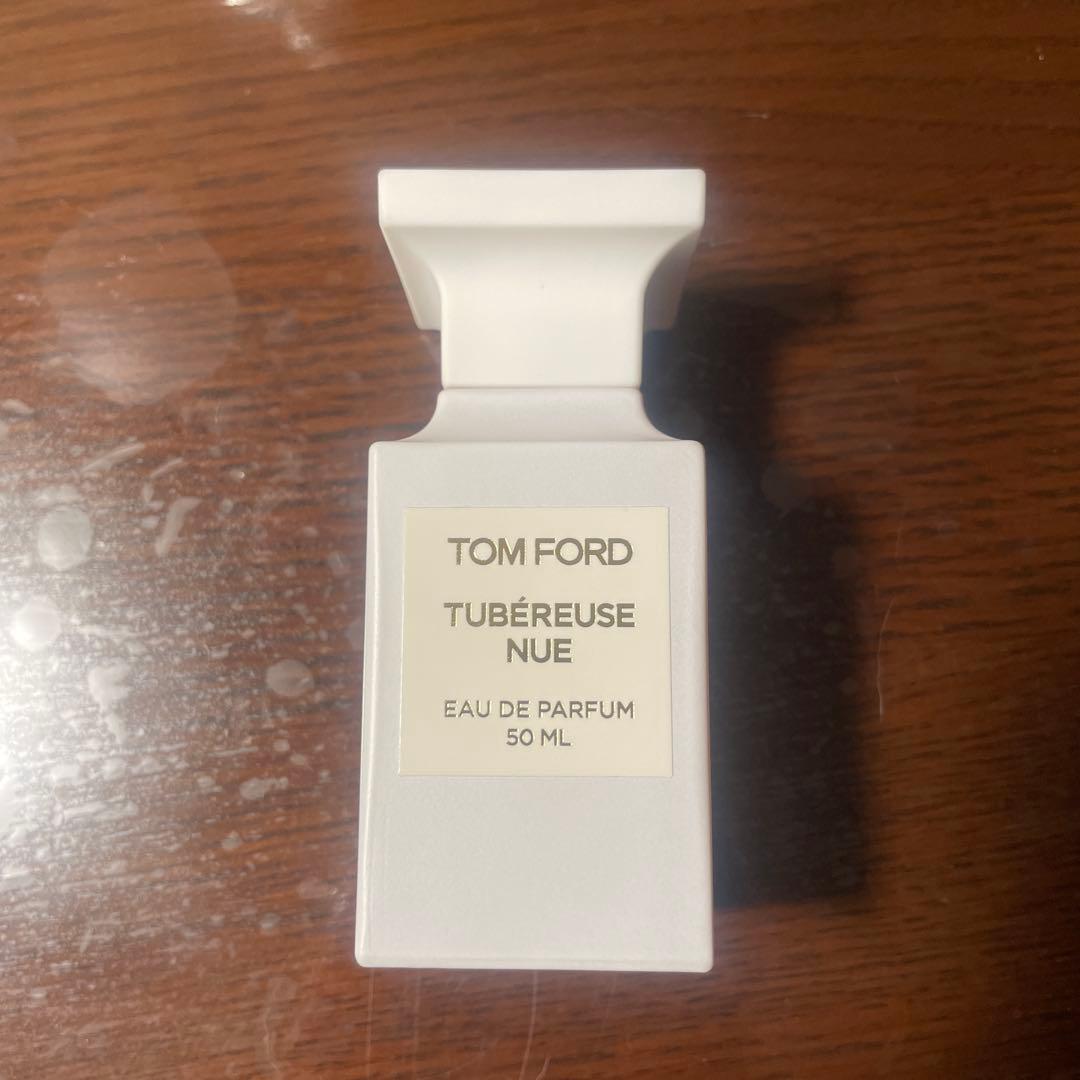 TOM FORD
TUBÉREUSE
NUE
EAU DE PARFUM
50 ML